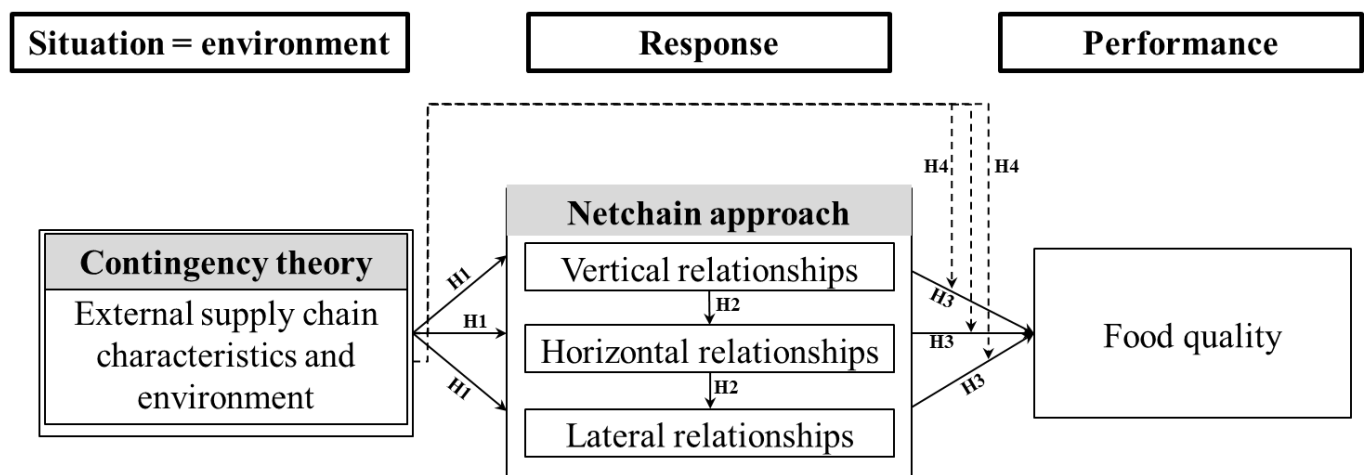 Situation = environment
Response
Performance
H4
H4
Netchain approach
Contingency theory
Vertical relationships
External supply chain
characteristics and
environment
H1
H1
H1
H2
Horizontal relationships
H2
Lateral relationships
H3
H3
H3
Food quality